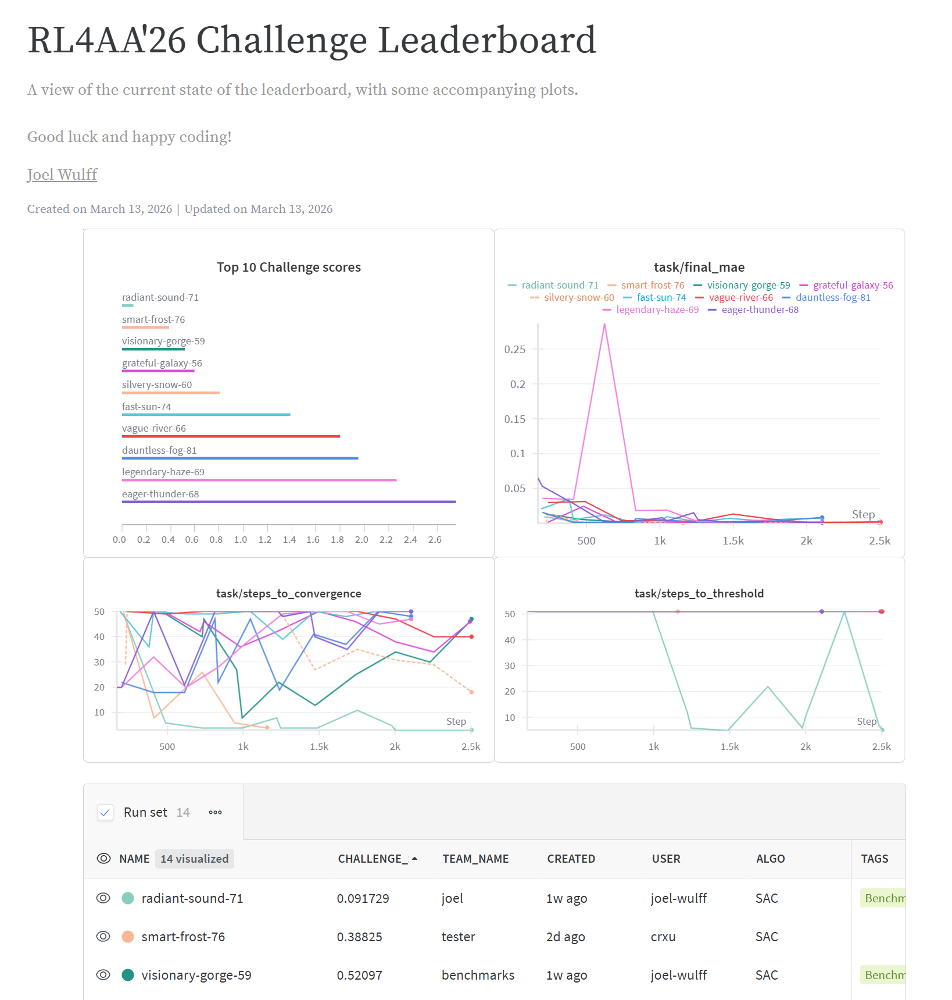 RL4AA'26 Challenge Leaderboard
A view of the current state of the leaderboard, with some accompanying plots.
Good luck and happy coding!
Joel Wulff
Created on March 13, 2026 | Updated on March 13, 2026
Top 10 Challenge scores
radiant-sound-71
smart-frost-76
visionary-gorge-59
grateful-galaxy-56
silvery-snow-60
fast-sun-74
vague-river-66
dauntless-fog-81
legendary-haze-69
eager-thunder-68
0.0 0.2 0.4 0.6 0.8 1.0 1.2 1.4 1.6 1.8 2.0 2.2 2.4 2.6
task/final_mae
radiant-sound-71 smart-frost-76 visionary-gorge-59 grateful-galaxy-56
silvery-snow-60 fast-sun-74 vague-river-66 dauntless-fog-81
legendary-haze-69 eager-thunder-68
0.25
0.2
0.15
0.1
0.05
Step
500 1k 1.5k 2k 2.5k
task/steps_to_convergence
50
40
30
20
10
Step
500 1k 1.5k 2k 2.5k
task/steps_to_threshold
50
40
30
20
10
Step
500 1k 1.5k 2k 2.5k
Run set 14
NAME 14 visualized CHALLENGE_ TEAM_NAME CREATED USER ALGO TAGS
radiant-sound-71 0.091729 joel 1w ago joel-wulff SAC Benchm
smart-frost-76 0.38825 tester 2d ago crxu SAC
visionary-gorge-59 0.52097 benchmarks 1w ago joel-wulff SAC Benchm